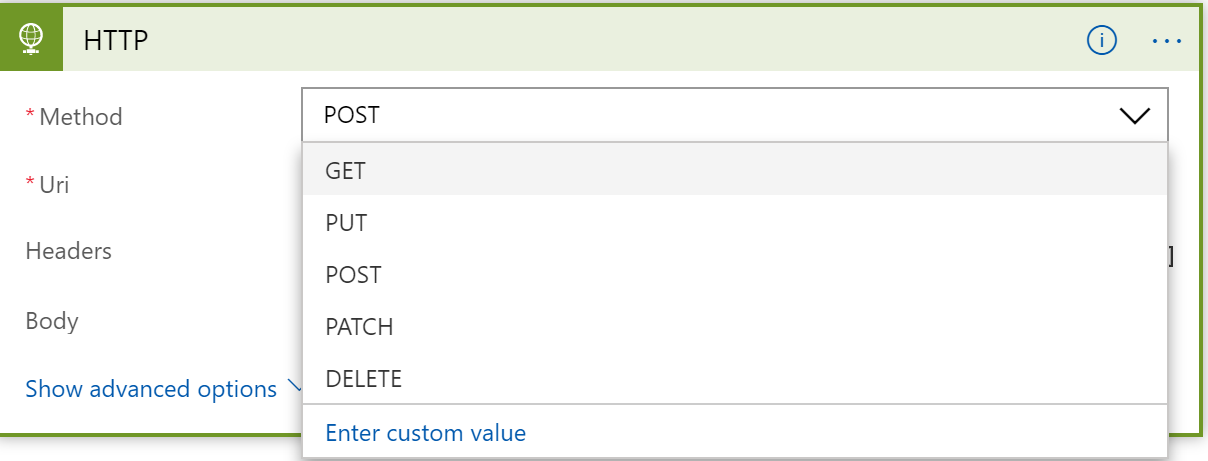 HTTP
* Method
POST
GET
* Uri
PUT
Headers
POST
]
Body
PATCH
DELETE
Show advanced options
Enter custom value